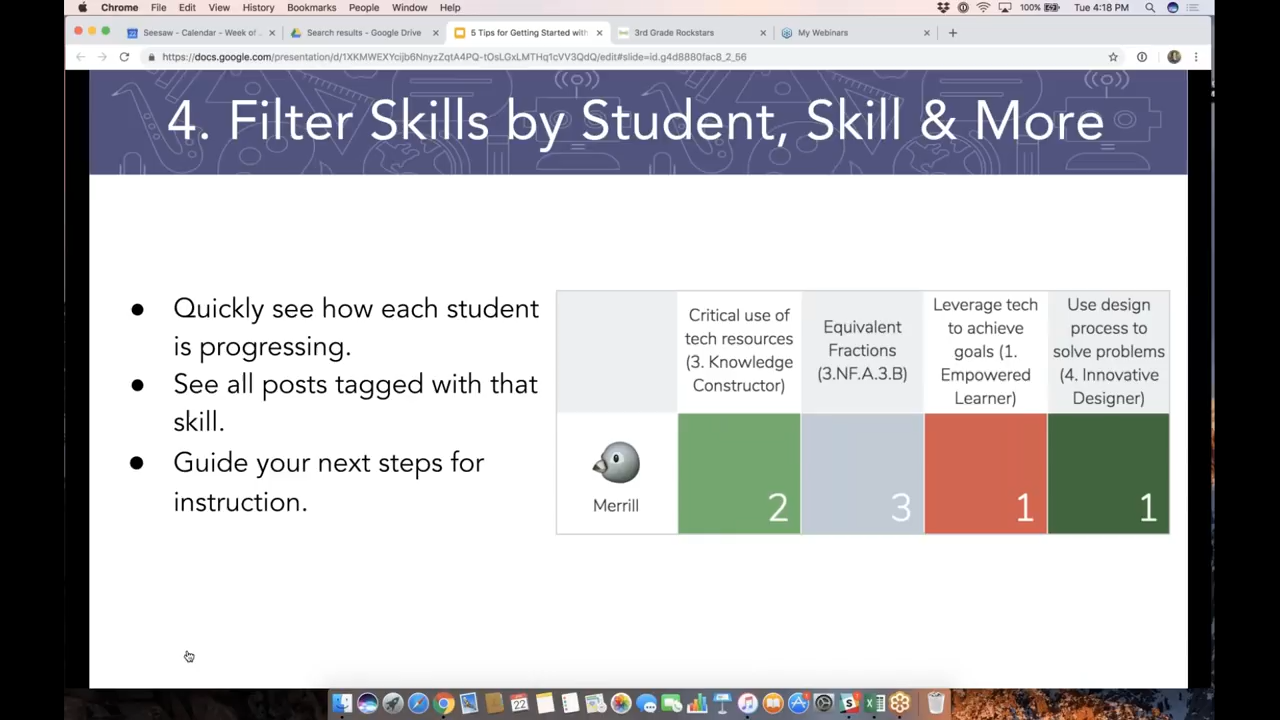 Chrome File Edit View History Bookmarks People Window Help 100% Tue 4:18 PM
Seesaw - Calendar - Week of Search results - Google Drive 5 Tips for Getting Started with 3rd Grade Rockstars My Webinars
4. Filter Skills by Student, Skill & More
● Quickly see how each student
is progressing.
● See all posts tagged with that
skill.
● Guide your next steps for
instruction.
Critical use of
tech resources
(3. Knowledge
Constructor)
Equivalent
Fractions
(3.NF.A.3.B)
Leverage tech
to achieve
goals (1.
Empowered
Learner)
Use design
process to
solve problems
(4. Innovative
Designer)
Merrill
2 3 1 1
22